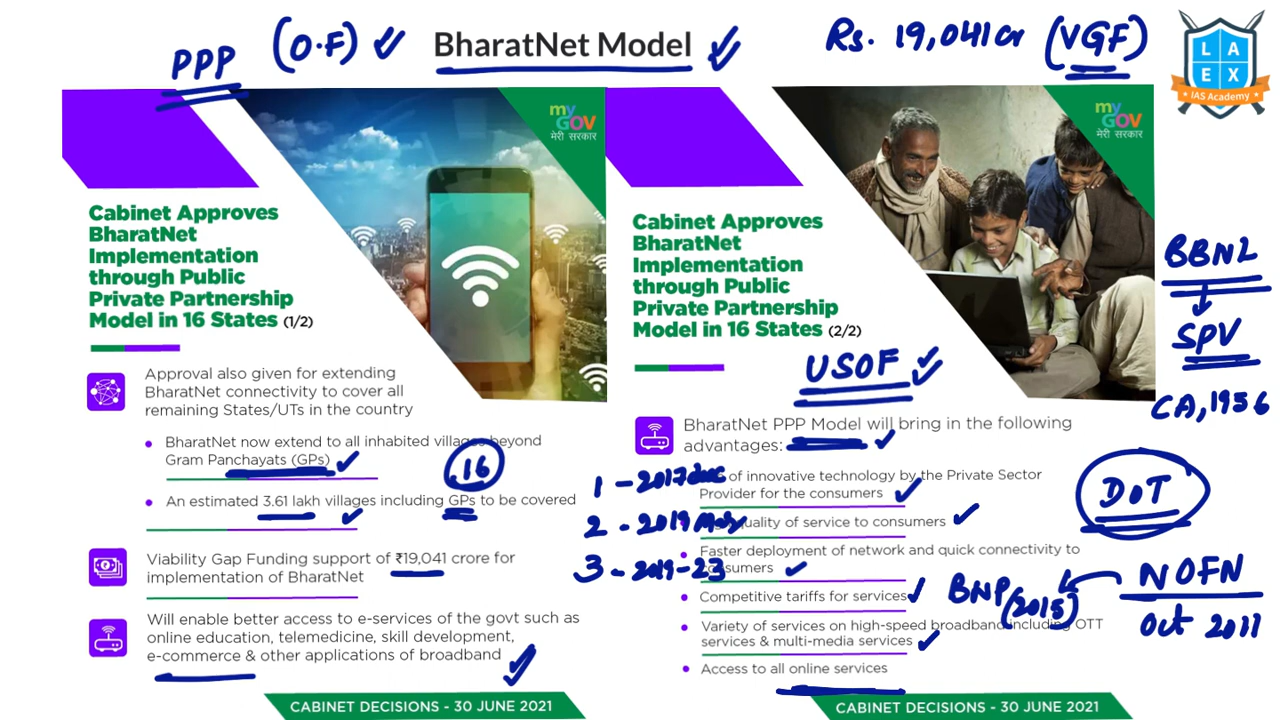 PPP (O.F) BharatNet Model Rs. 19,041 cr (VGF)
L A
E X
IAS Academy
my
GOV
मेरी सरकार
Cabinet Approves
BharatNet
Implementation
through Public
Private Partnership
Model in 16 States (1/2)
Approval also given for extending
BharatNet connectivity to cover all
remaining States/UTs in the country
BharatNet now extend to all inhabited villages beyond
Gram Panchayats (GPs)
.16
An estimated 3.61 lakh villages including GPs to be covered
Viability Gap Funding support of ₹19,041 crore for
implementation of BharatNet
Will enable better access to e-services of the govt such as
online education, telemedicine, skill development,
e-commerce & other applications of broadband
CABINET DECISIONS - 30 JUNE 2021
my
GOV
मेरी सरकार
Cabinet Approves
BharatNet
Implementation
through Public
Private Partnership
Model in 16 States (2/2)
USOF
BharatNet PPP Model will bring in the following
advantages:
of innovative technology by the Private Sector
Provider for the consumers
quality of service to consumers
Faster deployment of network and quick connectivity to
consumers
Competitive tariffs for services
Variety of services on high-speed broadband including OTT
services & multi-media services
Access to all online services
1 - 2017 dec
2 - 2019
3 - 2019-23
CABINET DECISIONS - 30 JUNE 2021
BBNL
SPV
CA, 1956
DOT
NOFN
Oct 2011
BNP (2015)